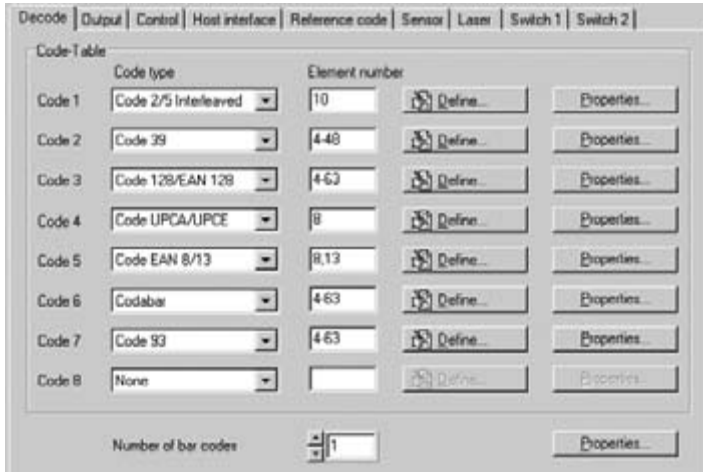 Decode Output Control Host interface Reference code Sensor Laser Switch 1 Switch 2
Code-Table
Code type Element number
Code 1 Code 2/5 Interleaved 10 Define... Properties...
Code 2 Code 39 4-48 Define... Properties...
Code 3 Code 128/EAN 128 4-63 Define... Properties...
Code 4 Code UPCA/UPCE 8 Define... Properties...
Code 5 Code EAN 8/13 8,13 Define... Properties...
Code 6 Codabar 4-63 Define... Properties...
Code 7 Code 93 4-63 Define... Properties...
Code 8 None Define... Properties...
Number of bar codes 1 Properties...